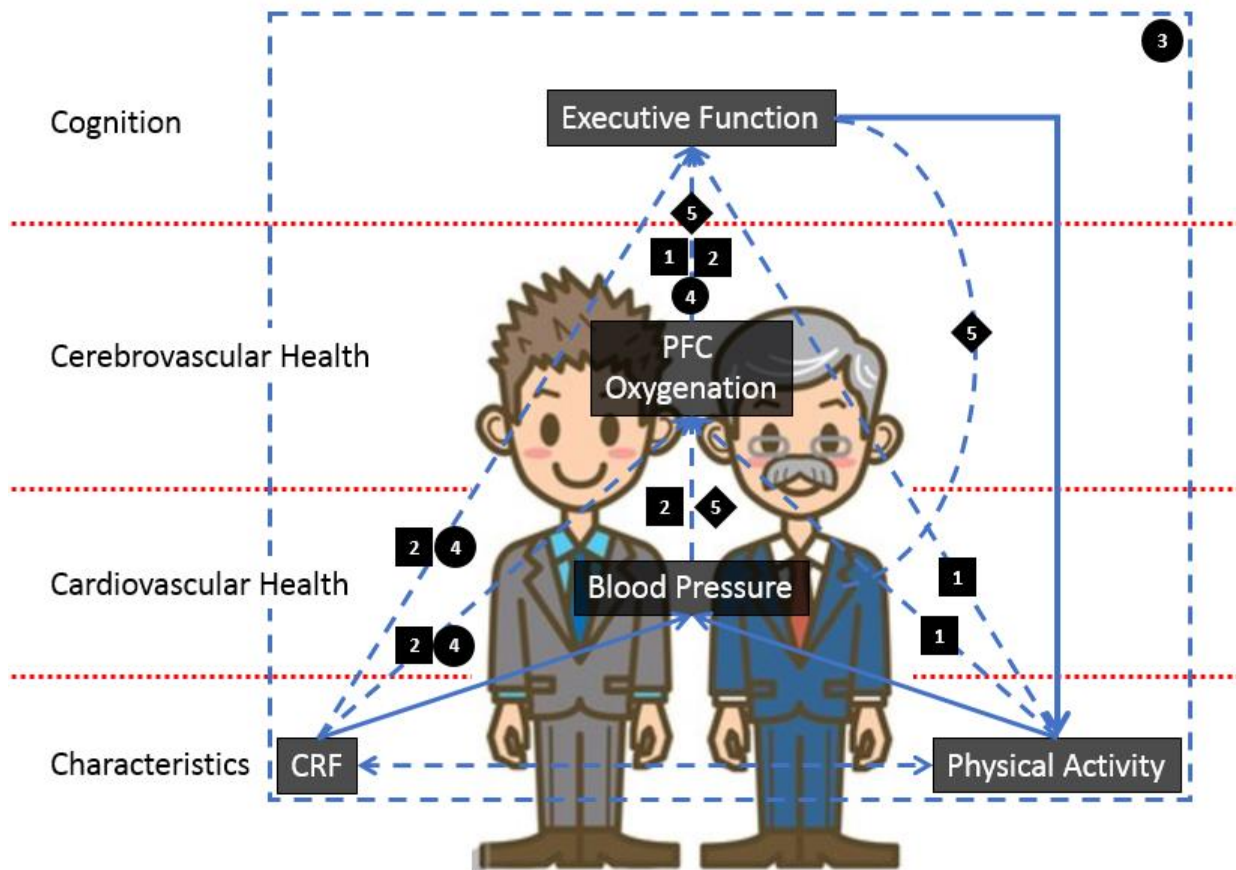 3
Cognition
Executive Function
5
1 2
4
Cerebrovascular Health
PFC
Oxygenation
5
2 5
2 4
Cardiovascular Health
Blood Pressure
1
2 4
1
Characteristics
CRF
Physical Activity